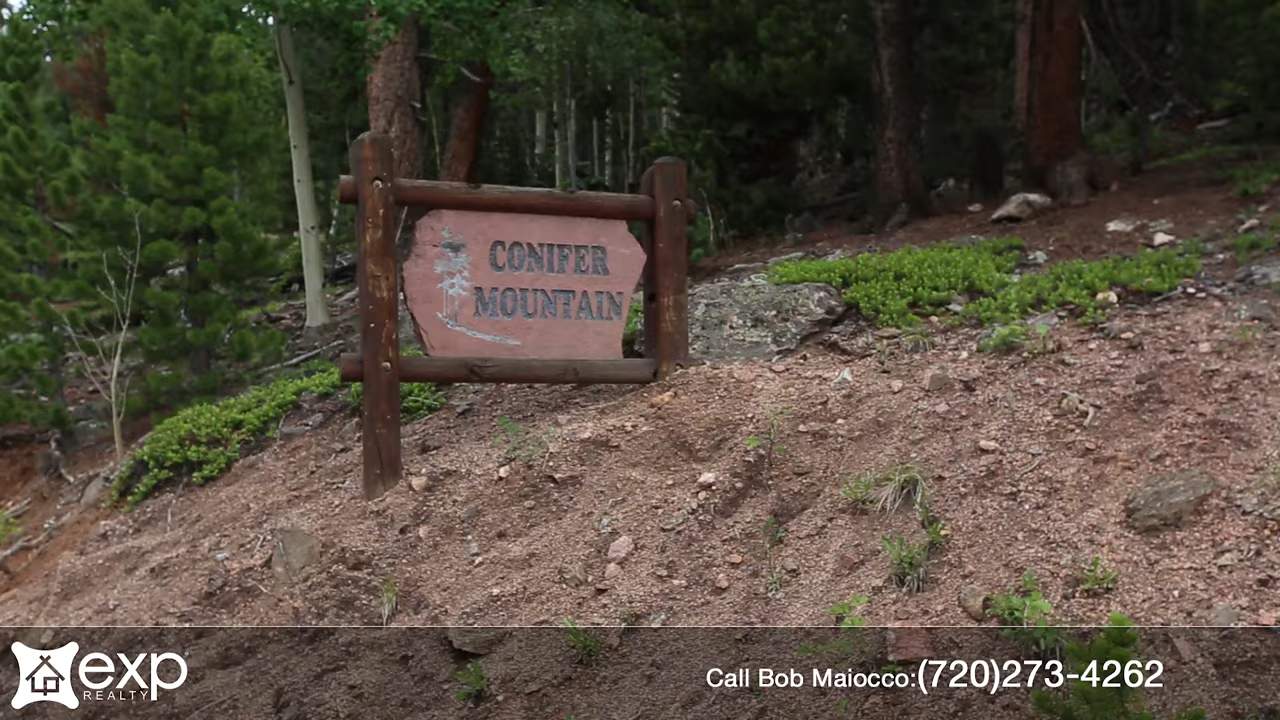 CONIFER
MOUNTAIN
exp
REALTY
Call Bob Maiocco:(720)273-4262